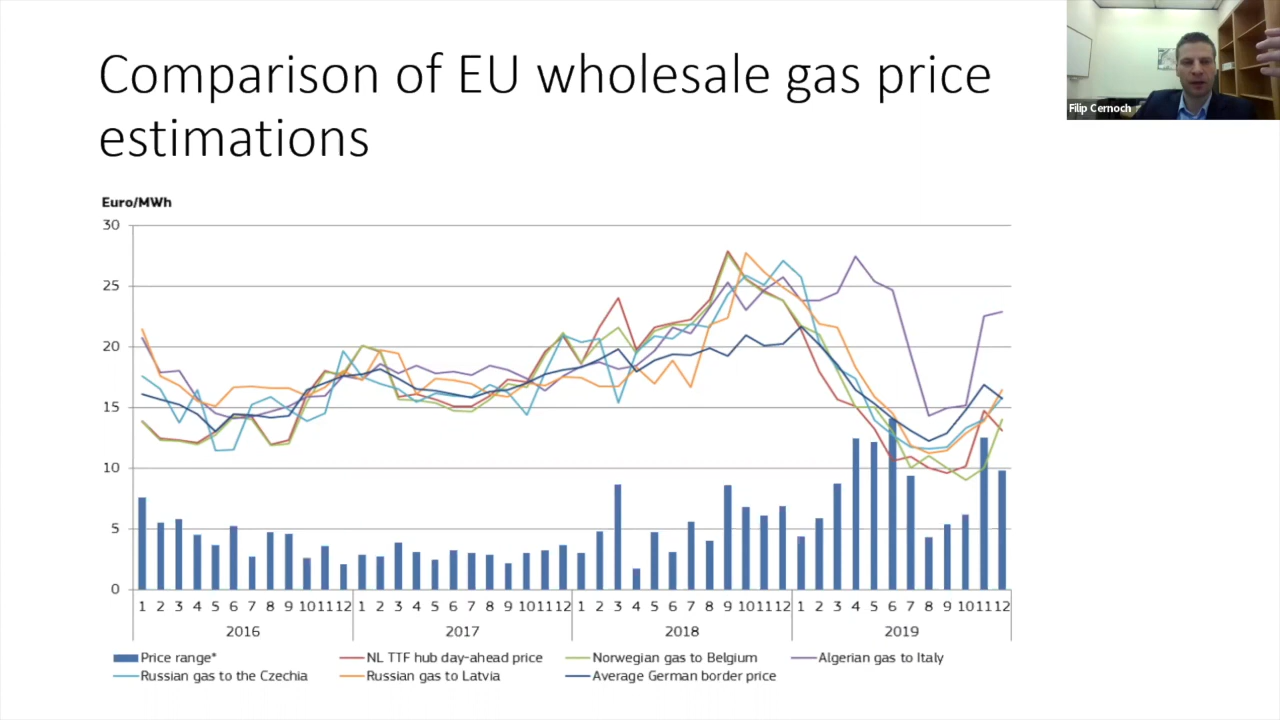 Comparison of EU wholesale gas price
estimations
Filip Cernoch
Euro/MWh
30
25
20
15
10
5
0
1 2 3 4 5 6 7 8 9 10 11 12 1 2 3 4 5 6 7 8 9 10 11 12 1 2 3 4 5 6 7 8 9 10 11 12 1 2 3 4 5 6 7 8 9 10 11 12
2016 2017 2018 2019
Price range* NL TTF hub day-ahead price Norwegian gas to Belgium Algerian gas to Italy
Russian gas to the Czechia Russian gas to Latvia Average German border price